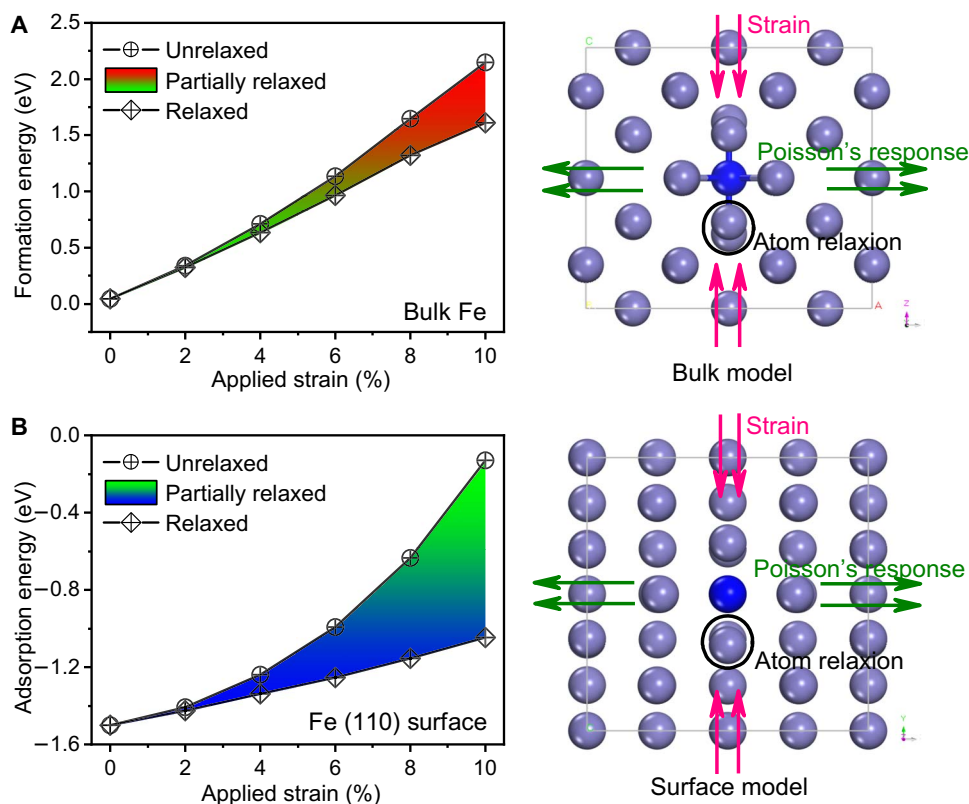 A
Formation energy (eV)
2.5
2.0
1.5
1.0
0.5
0.0
Unrelaxed
Partially relaxed
Relaxed
Bulk Fe
0 2 4 6 8 10
Applied strain (%)
C
Strain
Poisson's response
Atom relaxion
A
Z
Bulk model
B
Adsorption energy (eV)
0.0
−0.4
−0.8
−1.2
−1.6
Unrelaxed
Partially relaxed
Relaxed
Fe (110) surface
0 2 4 6 8 10
Applied strain (%)
Strain
Poisson's response
Atom relaxion
Y
Surface model